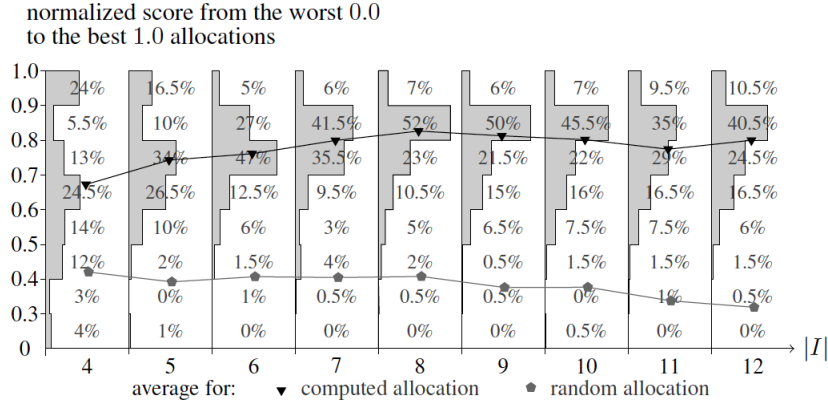 normalized score from the worst 0.0
to the best 1.0 allocations
1.0
24% 16.5% 5% 6% 7% 6% 7% 9.5% 10.5%
0.9
5.5% 10% 27% 41.5% 52% 50% 45.5% 35% 40.5%
0.8
13% 34% 47% 35.5% 23% 21.5% 22% 29% 24.5%
0.7
24.5% 26.5% 12.5% 9.5% 10.5% 15% 16% 16.5% 16.5%
0.6
14% 10% 6% 3% 5% 6.5% 7.5% 7.5% 6%
0.5
12% 2% 1.5% 4% 2% 0.5% 1.5% 1.5% 1.5%
0.4
3% 0% 1% 0.5% 0.5% 0.5% 0% 1% 0.5%
0.3
4% 1% 0% 0% 0% 0% 0.5% 0% 0%
0
4 5 6 7 8 9 10 11 12 |I|
average for: computed allocation random allocation